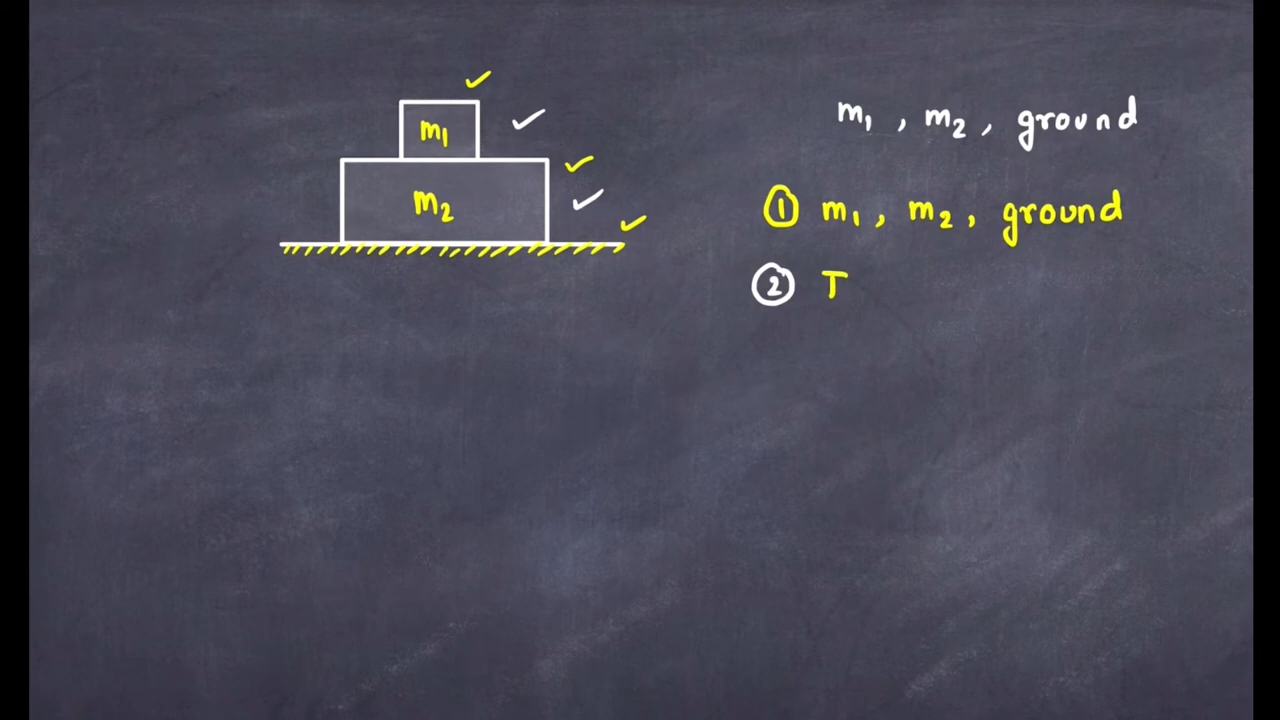 m₁
m₂
m₁ , m₂ , ground
① m₁ , m₂ , ground
② T